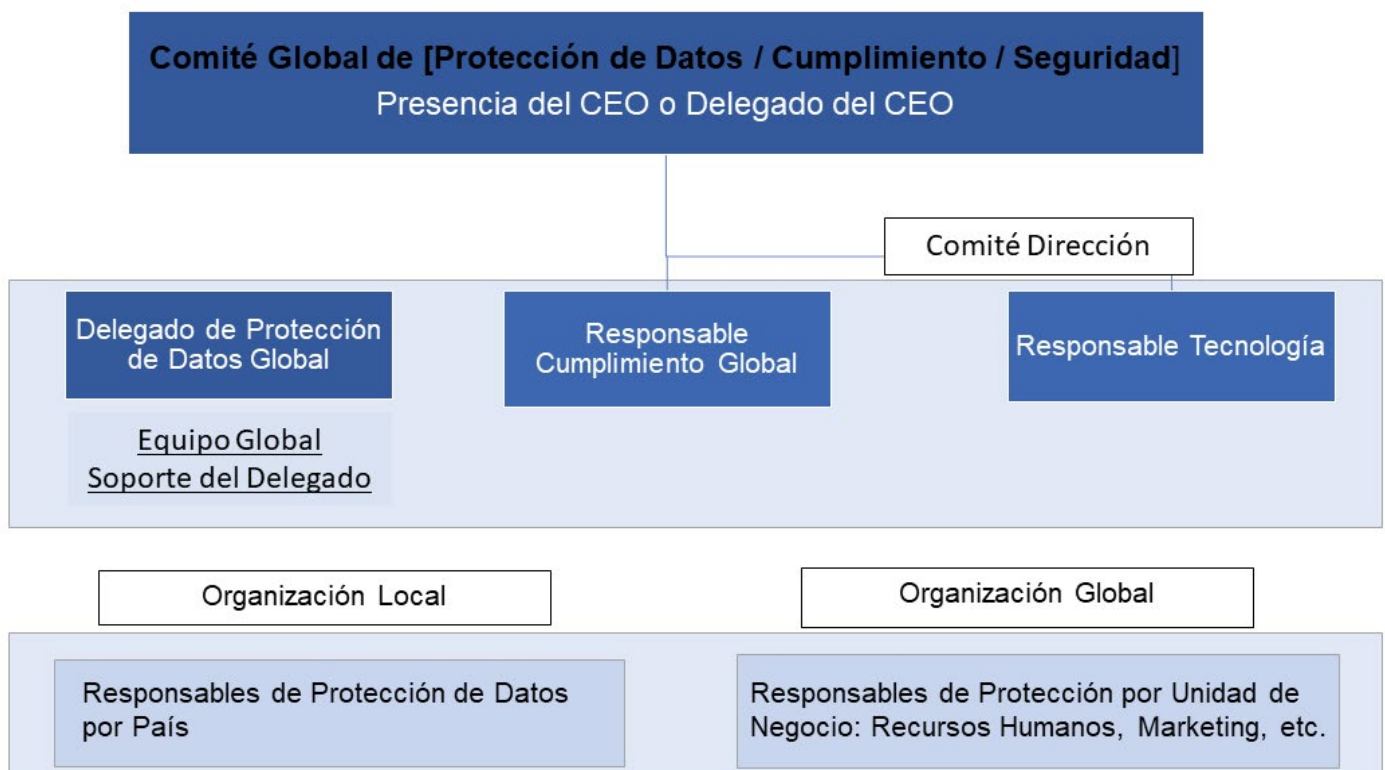 Comité Global de [Protección de Datos / Cumplimiento / Seguridad]
Presencia del CEO o Delegado del CEO
Comité Dirección
Delegado de Protección
de Datos Global
Responsable
Cumplimiento Global
Responsable Tecnología
Equipo Global
Soporte del Delegado
Organización Local
Organización Global
Responsables de Protección de Datos
por País
Responsables de Protección por Unidad de
Negocio: Recursos Humanos, Marketing, etc.